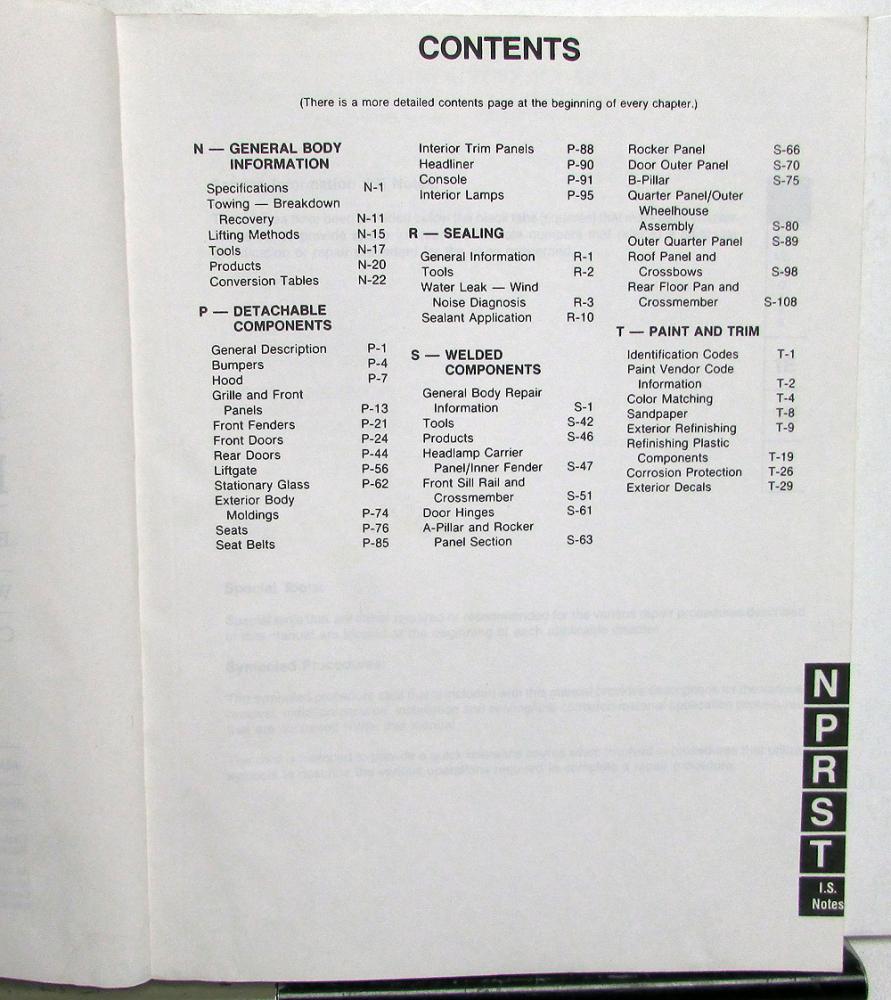 CONTENTS
(There is a more detailed contents page at the beginning of every chapter.)
N — GENERAL BODY
INFORMATION
Specifications N-1
Towing — Breakdown
Recovery N-11
Lifting Methods N-15
Tools N-17
Products N-20
Conversion Tables N-22
P — DETACHABLE
COMPONENTS
General Description P-1
Bumpers P-4
Hood P-7
Grille and Front
Panels P-13
Front Fenders P-21
Front Doors P-24
Rear Doors P-44
Liftgate P-56
Stationary Glass P-62
Exterior Body
Moldings P-74
Seats P-76
Seat Belts P-85
Interior Trim Panels P-88
Headliner P-90
Console P-91
Interior Lamps P-95
R — SEALING
General Information R-1
Tools R-2
Water Leak — Wind
Noise Diagnosis R-3
Sealant Application R-10
S — WELDED
COMPONENTS
General Body Repair
Information S-1
Tools S-42
Products S-46
Headlamp Carrier
Panel/Inner Fender S-47
Front Sill Rail and
Crossmember S-51
Door Hinges S-61
A-Pillar and Rocker
Panel Section S-63
Rocker Panel S-66
Door Outer Panel S-70
B-Pillar S-75
Quarter Panel/Outer
Wheelhouse
Assembly S-80
Outer Quarter Panel S-89
Roof Panel and
Crossbows S-98
Rear Floor Pan and
Crossmember S-108
T — PAINT AND TRIM
Identification Codes T-1
Paint Vendor Code
Information T-2
Color Matching T-4
Sandpaper T-8
Exterior Refinishing T-9
Refinishing Plastic
Components T-19
Corrosion Protection T-26
Exterior Decals T-29
N
P
R
S
T
I.S.
Notes